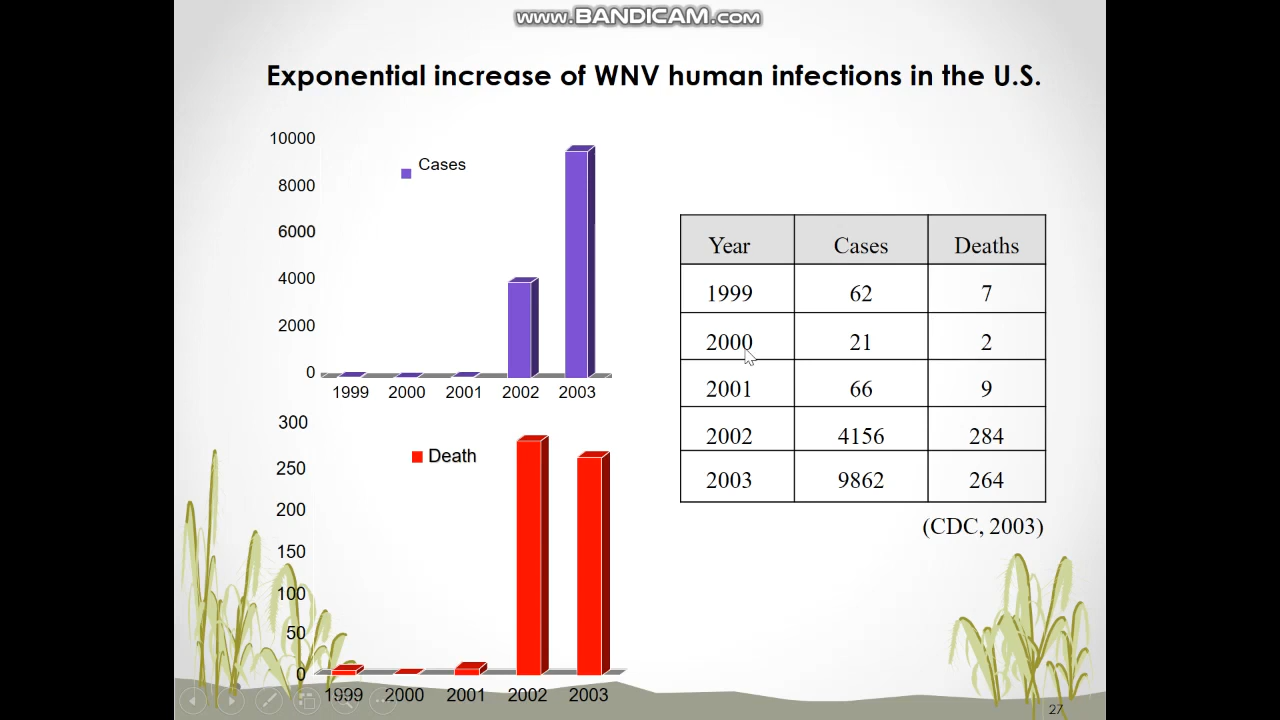 www.BANDICAM.com
Exponential increase of WNV human infections in the U.S.
10000
8000
6000
4000
2000
0
Cases
1999 2000 2001 2002 2003
300
250
200
150
100
50
0
Death
1999 2000 2001 2002 2003
Year Cases Deaths
1999 62 7
2000 21 2
2001 66 9
2002 4156 284
2003 9862 264
(CDC, 2003)
27